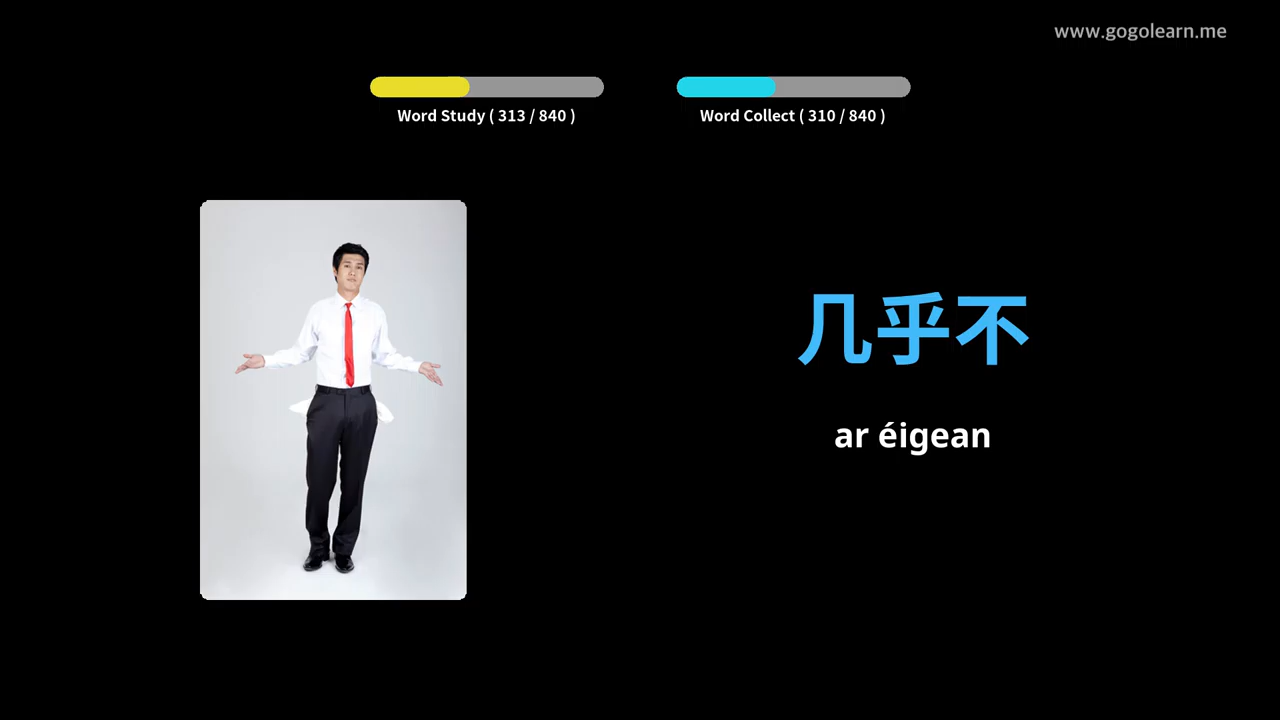 www.gogolearn.me
Word Study ( 313 / 840 )
Word Collect ( 310 / 840 )
几乎不
ar éigean